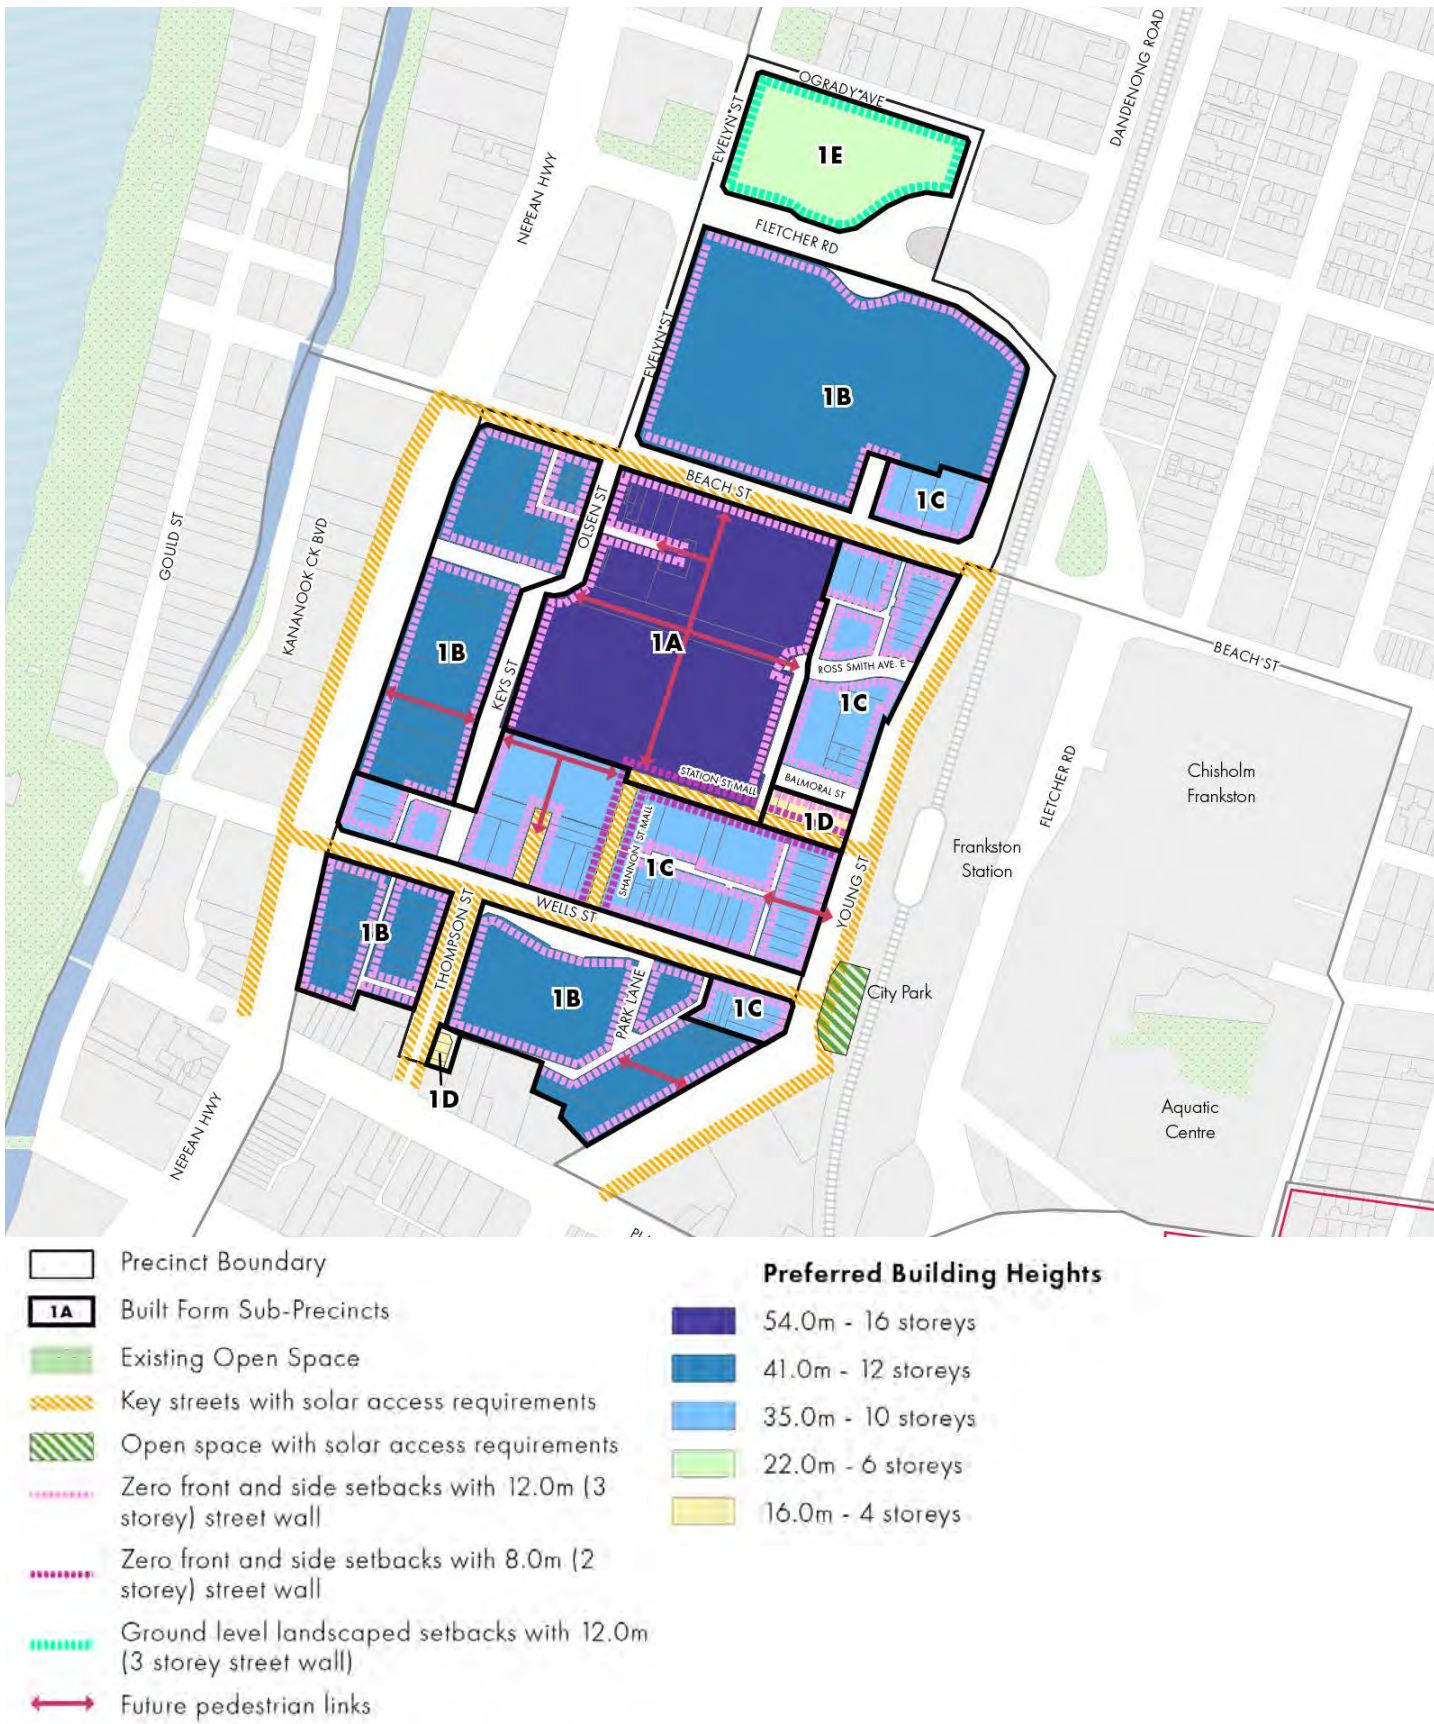 OGRADY AVE
DANDENONG ROAD
EVELYN ST
1E
NEPEAN HWY
FLETCHER RD
EVELYN ST
1B
BEACH ST
1C
OLSEN ST
GOULD ST
KANANOOK CK BVD
1A
1B
KEYS ST
ROSS SMITH AVE. E
BEACH ST
1C
FLETCHER RD
Chisholm
Frankston
STATION ST MALL
BALMORAL ST
1D
SHANNON ST MALL
1C
Frankston
Station
YOUNG ST
WELLS ST
THOMPSON ST
1B
1B
PARK LANE
1C
City Park
1D
NEPEAN HWY
Aquatic
Centre
Precinct Boundary
1A Built Form Sub-Precincts
Existing Open Space
Key streets with solar access requirements
Open space with solar access requirements
Zero front and side setbacks with 12.0m (3
storey) street wall
Zero front and side setbacks with 8.0m (2
storey) street wall
Ground level landscaped setbacks with 12.0m
(3 storey street wall)
Future pedestrian links
Preferred Building Heights
54.0m - 16 storeys
41.0m - 12 storeys
35.0m - 10 storeys
22.0m - 6 storeys
16.0m - 4 storeys